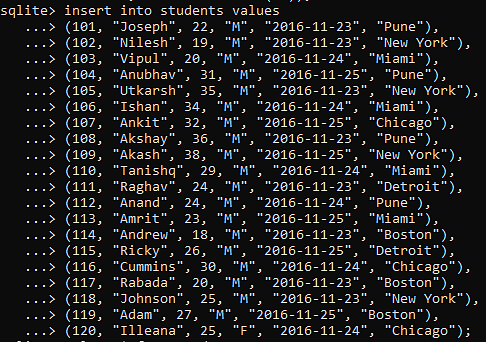 sqlite> insert into students values
...> (101, "Joseph", 22, "M", "2016-11-23", "Pune"),
...> (102, "Nilesh", 19, "M", "2016-11-23", "New York"),
...> (103, "Vipul", 20, "M", "2016-11-24", "Miami"),
...> (104, "Anubhav", 31, "M", "2016-11-25", "Pune"),
...> (105, "Utkarsh", 35, "M", "2016-11-23", "New York"),
...> (106, "Ishan", 34, "M", "2016-11-24", "Miami"),
...> (107, "Ankit", 32, "M", "2016-11-25", "Chicago"),
...> (108, "Akshay", 36, "M", "2016-11-23", "Pune"),
...> (109, "Akash", 38, "M", "2016-11-25", "New York"),
...> (110, "Tanishq", 29, "M", "2016-11-24", "Miami"),
...> (111, "Raghav", 24, "M", "2016-11-23", "Detroit"),
...> (112, "Anand", 24, "M", "2016-11-24", "Pune"),
...> (113, "Amrit", 23, "M", "2016-11-25", "Miami"),
...> (114, "Andrew", 18, "M", "2016-11-23", "Boston"),
...> (115, "Ricky", 26, "M", "2016-11-25", "Detroit"),
...> (116, "Cummins", 30, "M", "2016-11-24", "Chicago"),
...> (117, "Rabada", 20, "M", "2016-11-23", "Boston"),
...> (118, "Johnson", 25, "M", "2016-11-23", "New York"),
...> (119, "Adam", 27, "M", "2016-11-25", "Boston"),
...> (120, "Illeana", 25, "F", "2016-11-24", "Chicago");